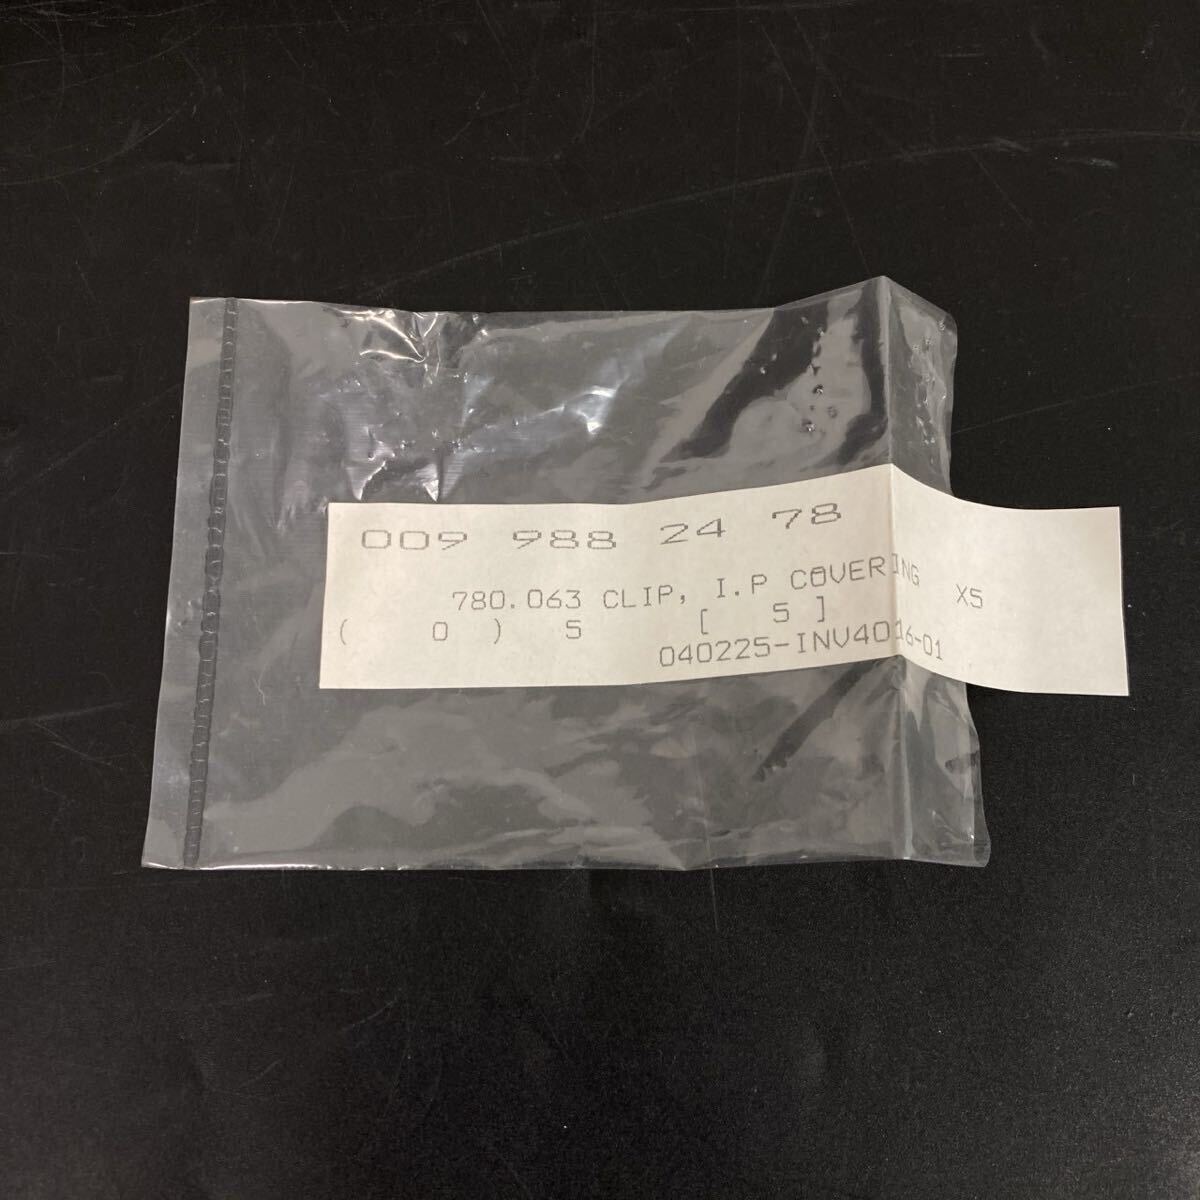 009 988 24 78
780.063 CLIP, I.P COVERING X5
( 0 ) 5 [ 5 ]
040225-INV4016-01